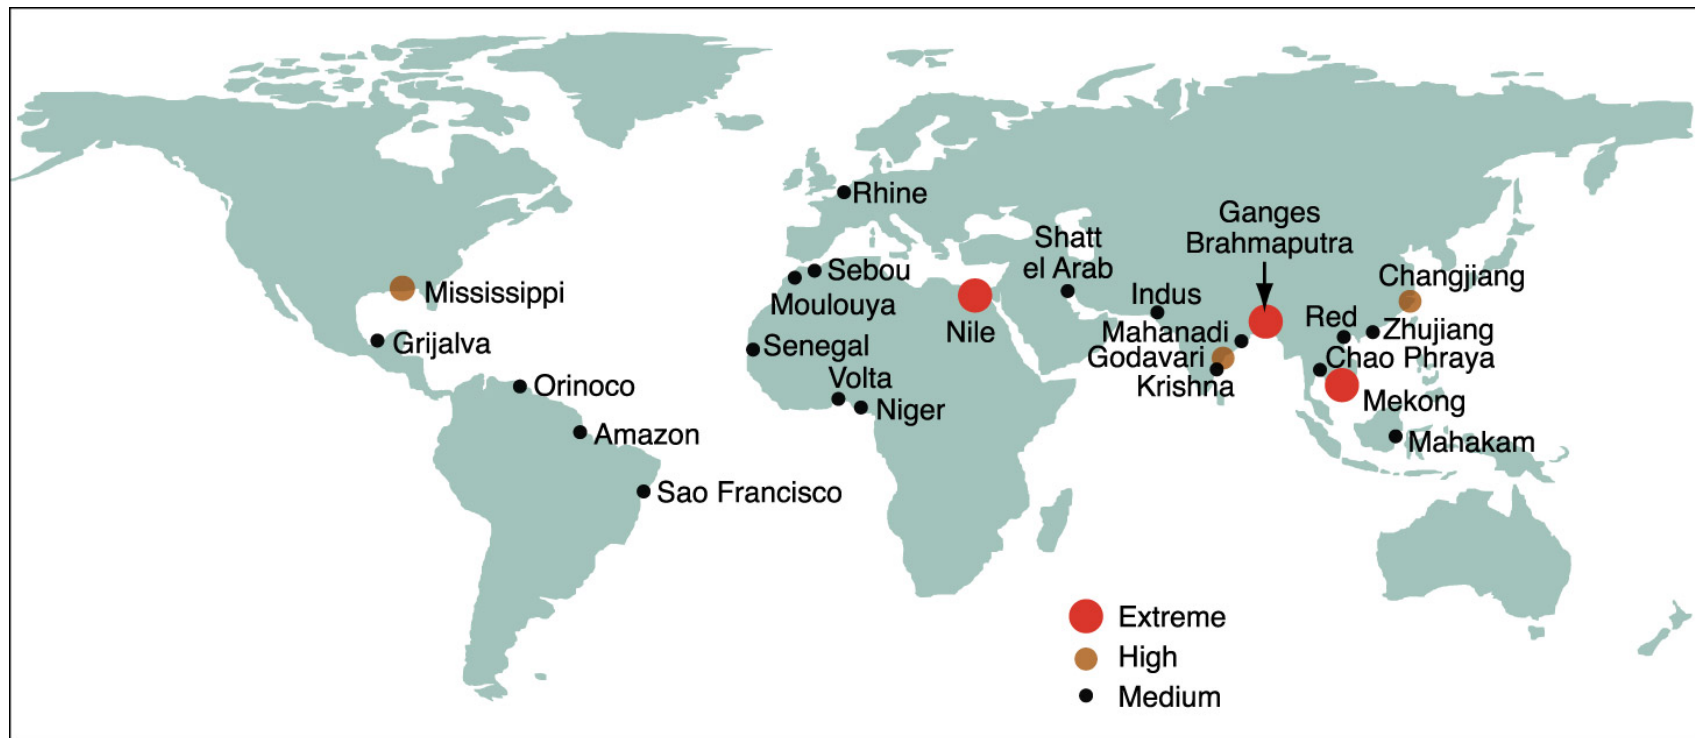 Rhine
Ganges
Brahmaputra
Shatt
el Arab
Sebou
Moulouya
Changjiang
Mississippi
Indus
Nile
Mahanadi
Red
Zhujiang
Grijalva
Senegal
Godavari
Chao Phraya
Volta
Krishna
Orinoco
Niger
Mekong
Amazon
Mahakam
Sao Francisco
Extreme
High
Medium